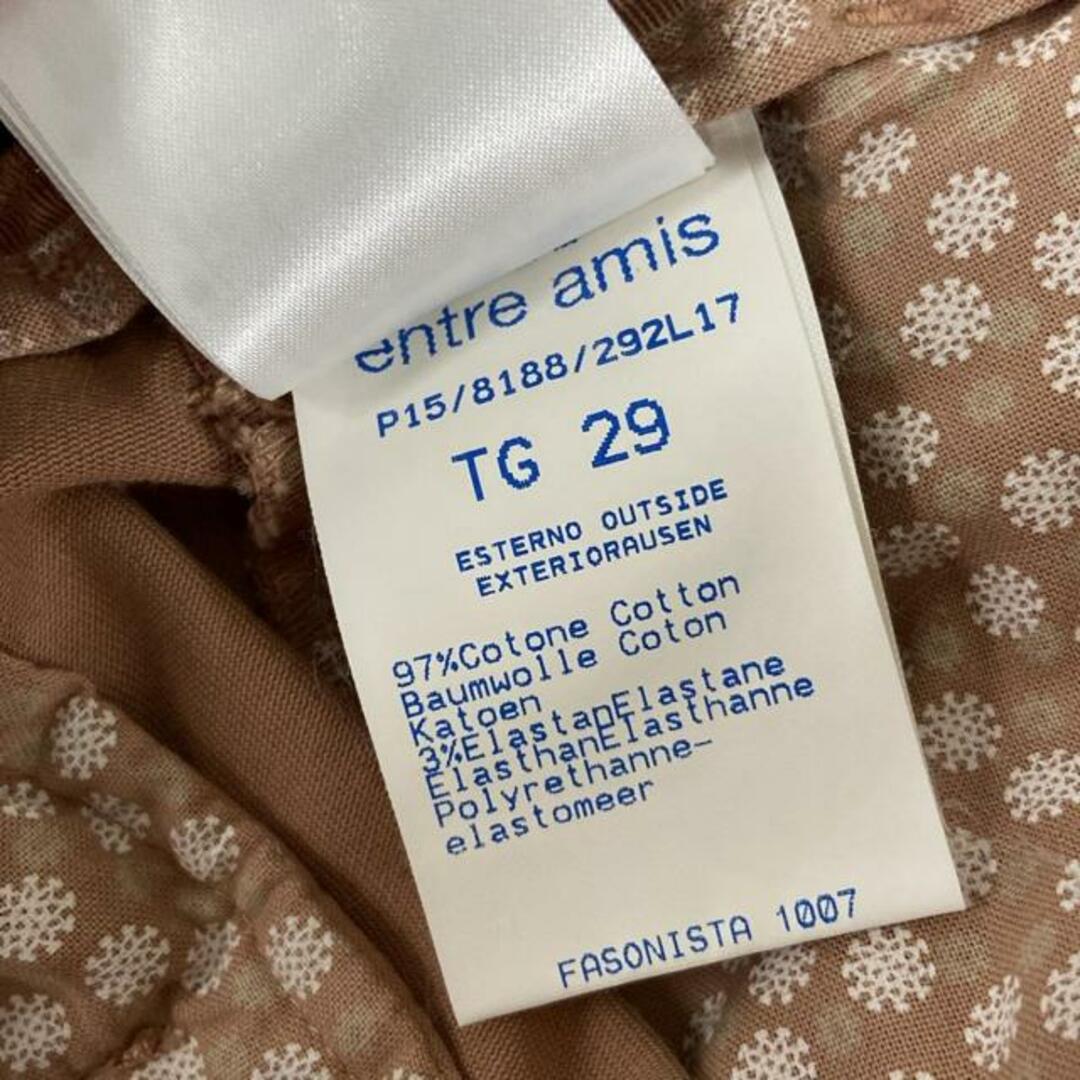 entre amis
P15/8188/292L17
TG 29
ESTERNO OUTSIDE
EXTERIORAUSEN
97%Cotone Cotton
Baumwolle Coton
Katoen
3%ElastanElastane
ElasthanElasthanne
Polyrethanne-
elastomeer
FASONISTA 1007